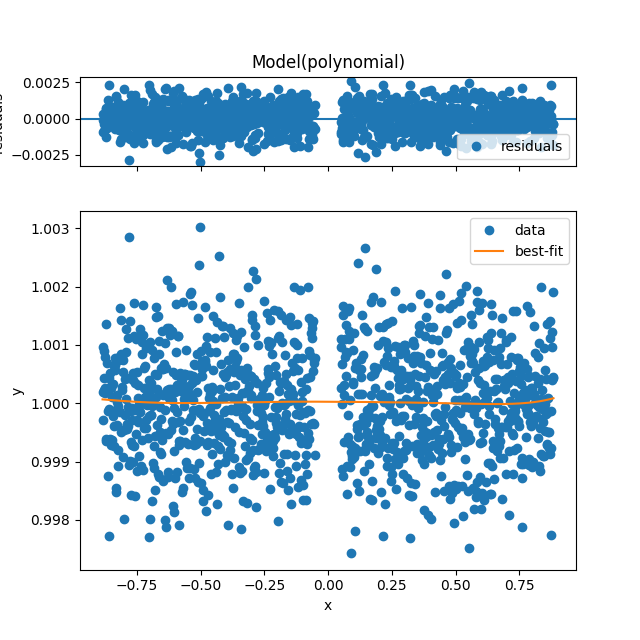 Model(polynomial)
0.0025
0.0000
−0.0025
residuals
residuals
1.003
1.002
1.001
1.000
0.999
0.998
y
data
best-fit
−0.75
−0.50
−0.25
0.00
0.25
0.50
0.75
x